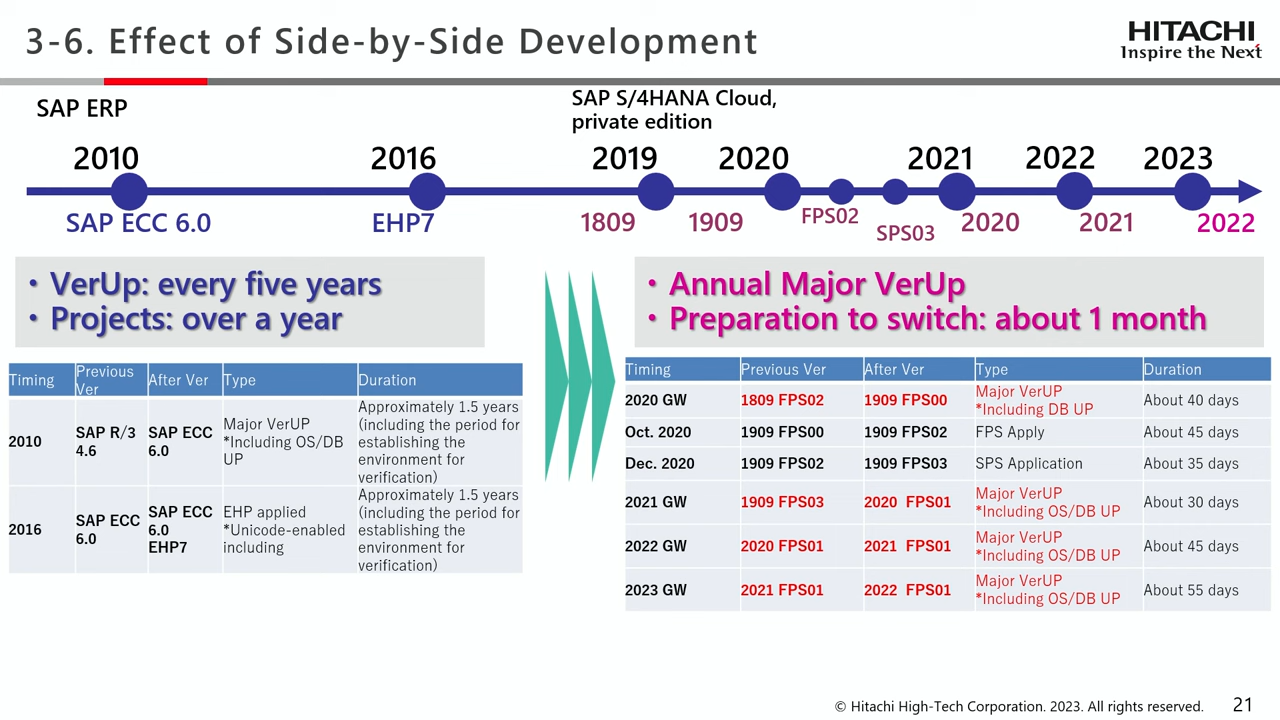 3-6. Effect of Side-by-Side Development
HITACHI
Inspire the Next
SAP ERP
SAP S/4HANA Cloud,
private edition
2010
2016
2019
2020
2021
2022
2023
SAP ECC 6.0
EHP7
1809
1909
FPS02
SPS03
2020
2021
2022
・ VerUp: every five years
・ Projects: over a year
・ Annual Major VerUp
・ Preparation to switch: about 1 month
Timing
Previous
Ver
After Ver
Type
Duration
2010
SAP R/3
4.6
SAP ECC
6.0
Major VerUP
*Including OS/DB
UP
Approximately 1.5 years
(including the period for
establishing the
environment for
verification)
2016
SAP ECC
6.0
SAP ECC
6.0
EHP7
EHP applied
*Unicode-enabled
including
Approximately 1.5 years
(including the period for
establishing the
environment for
verification)
Timing
Previous Ver
After Ver
Type
Duration
2020 GW
1809 FPS02
1909 FPS00
Major VerUP
*Including DB UP
About 40 days
Oct. 2020
1909 FPS00
1909 FPS02
FPS Apply
About 45 days
Dec. 2020
1909 FPS02
1909 FPS03
SPS Application
About 35 days
2021 GW
1909 FPS03
2020 FPS01
Major VerUP
*Including OS/DB UP
About 30 days
2022 GW
2020 FPS01
2021 FPS01
Major VerUP
*Including OS/DB UP
About 45 days
2023 GW
2021 FPS01
2022 FPS01
Major VerUP
*Including OS/DB UP
About 55 days
© Hitachi High-Tech Corporation. 2023. All rights reserved.
21